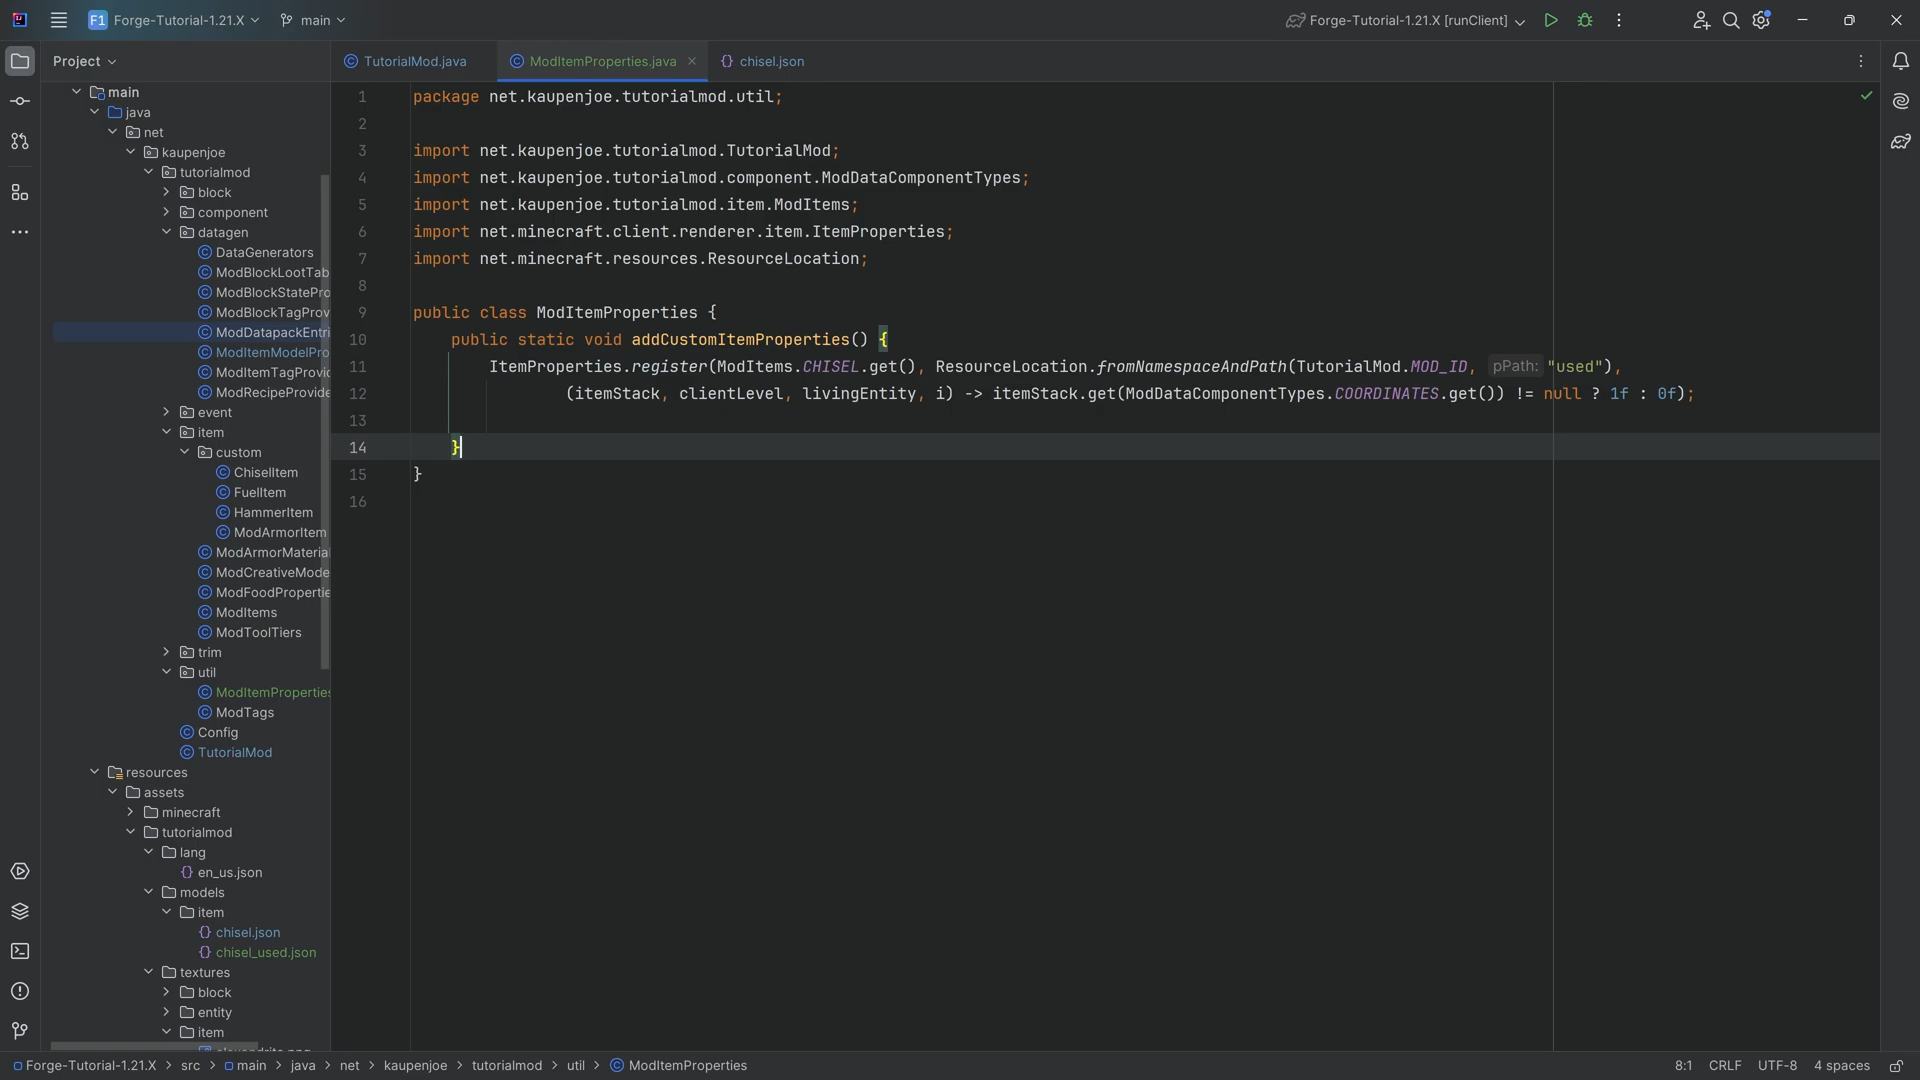 F1 Forge-Tutorial-1.21.X main
Forge-Tutorial-1.21.X [runClient]
Project
TutorialMod.java
ModItemProperties.java
{} chisel.json
main
java
net
kaupenjoe
tutorialmod
block
component
datagen
DataGenerators
ModBlockLootTab
ModBlockStatePro
ModBlockTagProv
ModDatapackEntri
ModItemModelPro
ModItemTagProvid
ModRecipeProvide
event
item
custom
ChiselItem
FuelItem
HammerItem
ModArmorItem
ModArmorMateria
ModCreativeMode
ModFoodPropertie
ModItems
ModToolTiers
trim
util
ModItemProperties
ModTags
Config
TutorialMod
resources
assets
minecraft
tutorialmod
lang
{} en_us.json
models
item
{} chisel.json
{} chisel_used.json
textures
block
entity
item
1 package net.kaupenjoe.tutorialmod.util;
2
3 import net.kaupenjoe.tutorialmod.TutorialMod;
4 import net.kaupenjoe.tutorialmod.component.ModDataComponentTypes;
5 import net.kaupenjoe.tutorialmod.item.ModItems;
6 import net.minecraft.client.renderer.item.ItemProperties;
7 import net.minecraft.resources.ResourceLocation;
8
9 public class ModItemProperties {
10 public static void addCustomItemProperties() {
11 ItemProperties.register(ModItems.CHISEL.get(), ResourceLocation.fromNamespaceAndPath(TutorialMod.MOD_ID, pPath: "used"),
12 (itemStack, clientLevel, livingEntity, i) -> itemStack.get(ModDataComponentTypes.COORDINATES.get()) != null ? 1f : 0f);
13
14 }
15 }
16
Forge-Tutorial-1.21.X > src > main > java > net > kaupenjoe > tutorialmod > util > ModItemProperties
8:1 CRLF UTF-8 4 spaces